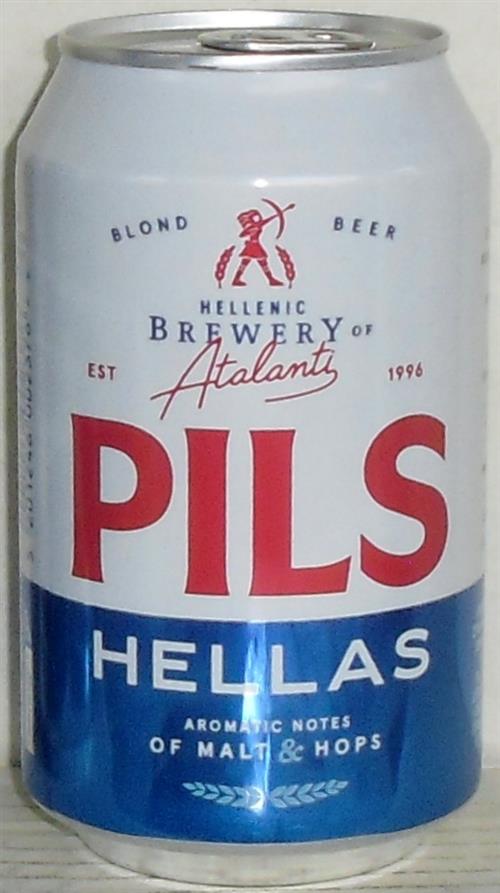 BLOND BEER
HELLENIC
BREWERY OF
Atalanti
EST 1996
PILS
HELLAS
AROMATIC NOTES
OF MALT & HOPS